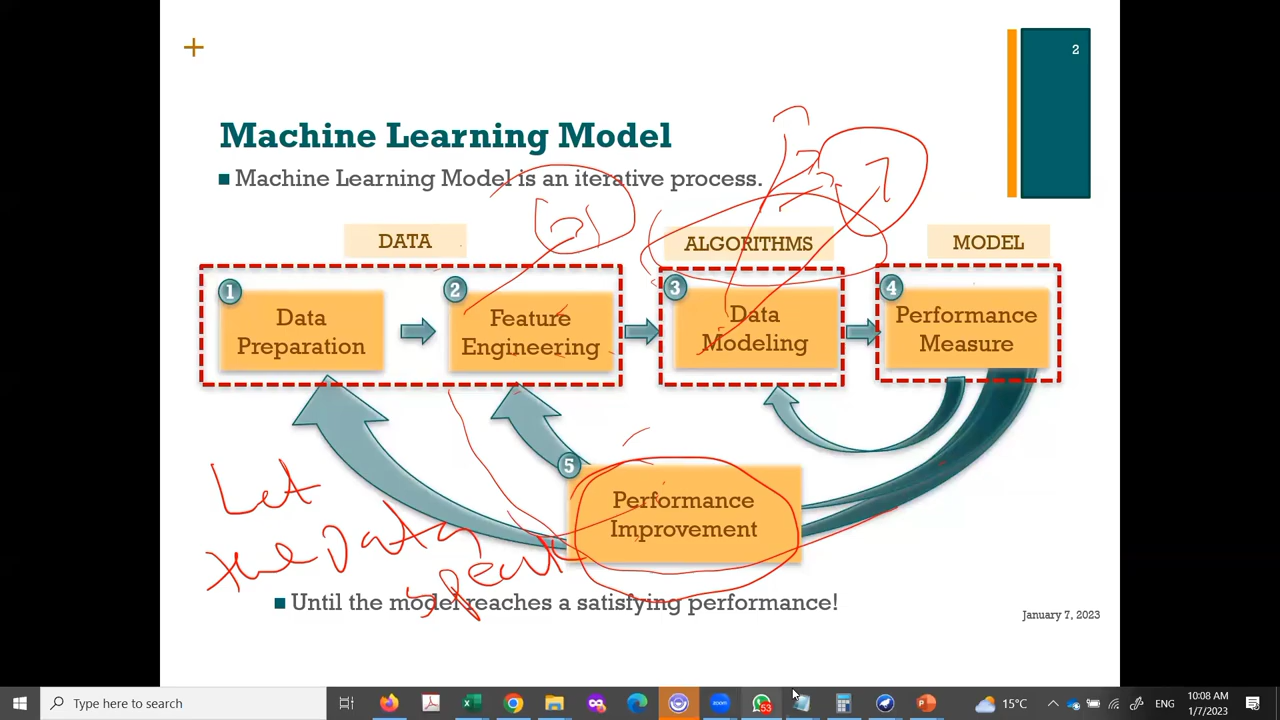 2
Machine Learning Model
Machine Learning Model is an iterative process.
DATA
ALGORITHMS
MODEL
1
Data
Preparation
2
Feature
Engineering
3
Data
Modeling
4
Performance
Measure
5
Performance
Improvement
Let
the Data
speak
Until the model reaches a satisfying performance!
January 7, 2023
Type here to search
zoom
53
15°C
ENG
10:08 AM
1/7/2023